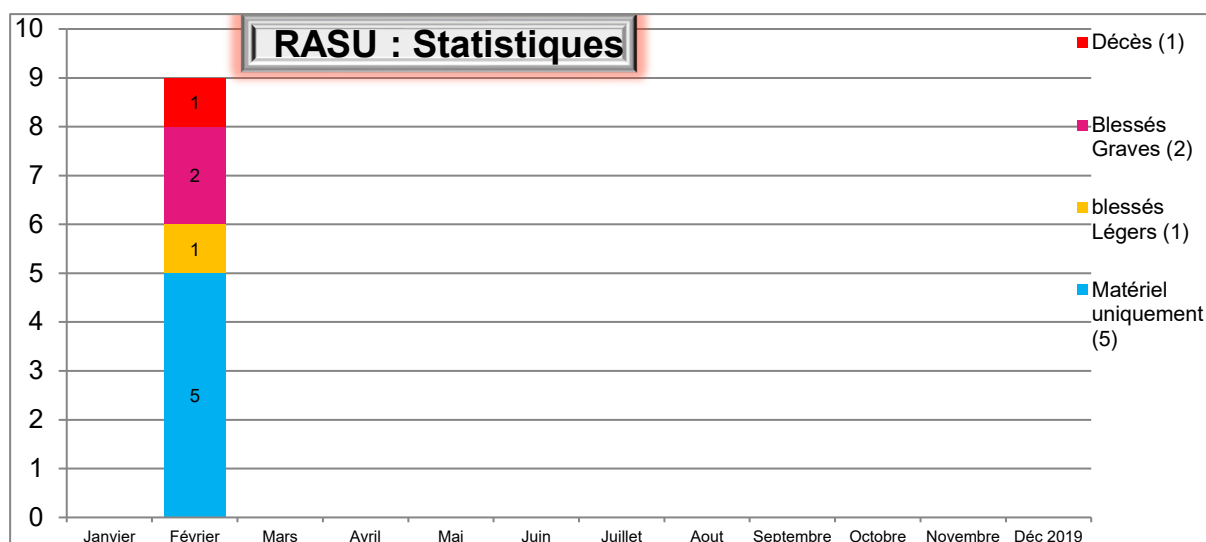 RASU : Statistiques
10
9
8
7
6
5
4
3
2
1
0
1
2
1
5
Janvier Février Mars Avril Mai Juin Juillet Aout Septembre Octobre Novembre Déc 2019
Décès (1)
Blessés
Graves (2)
blessés
Légers (1)
Matériel
uniquement
(5)